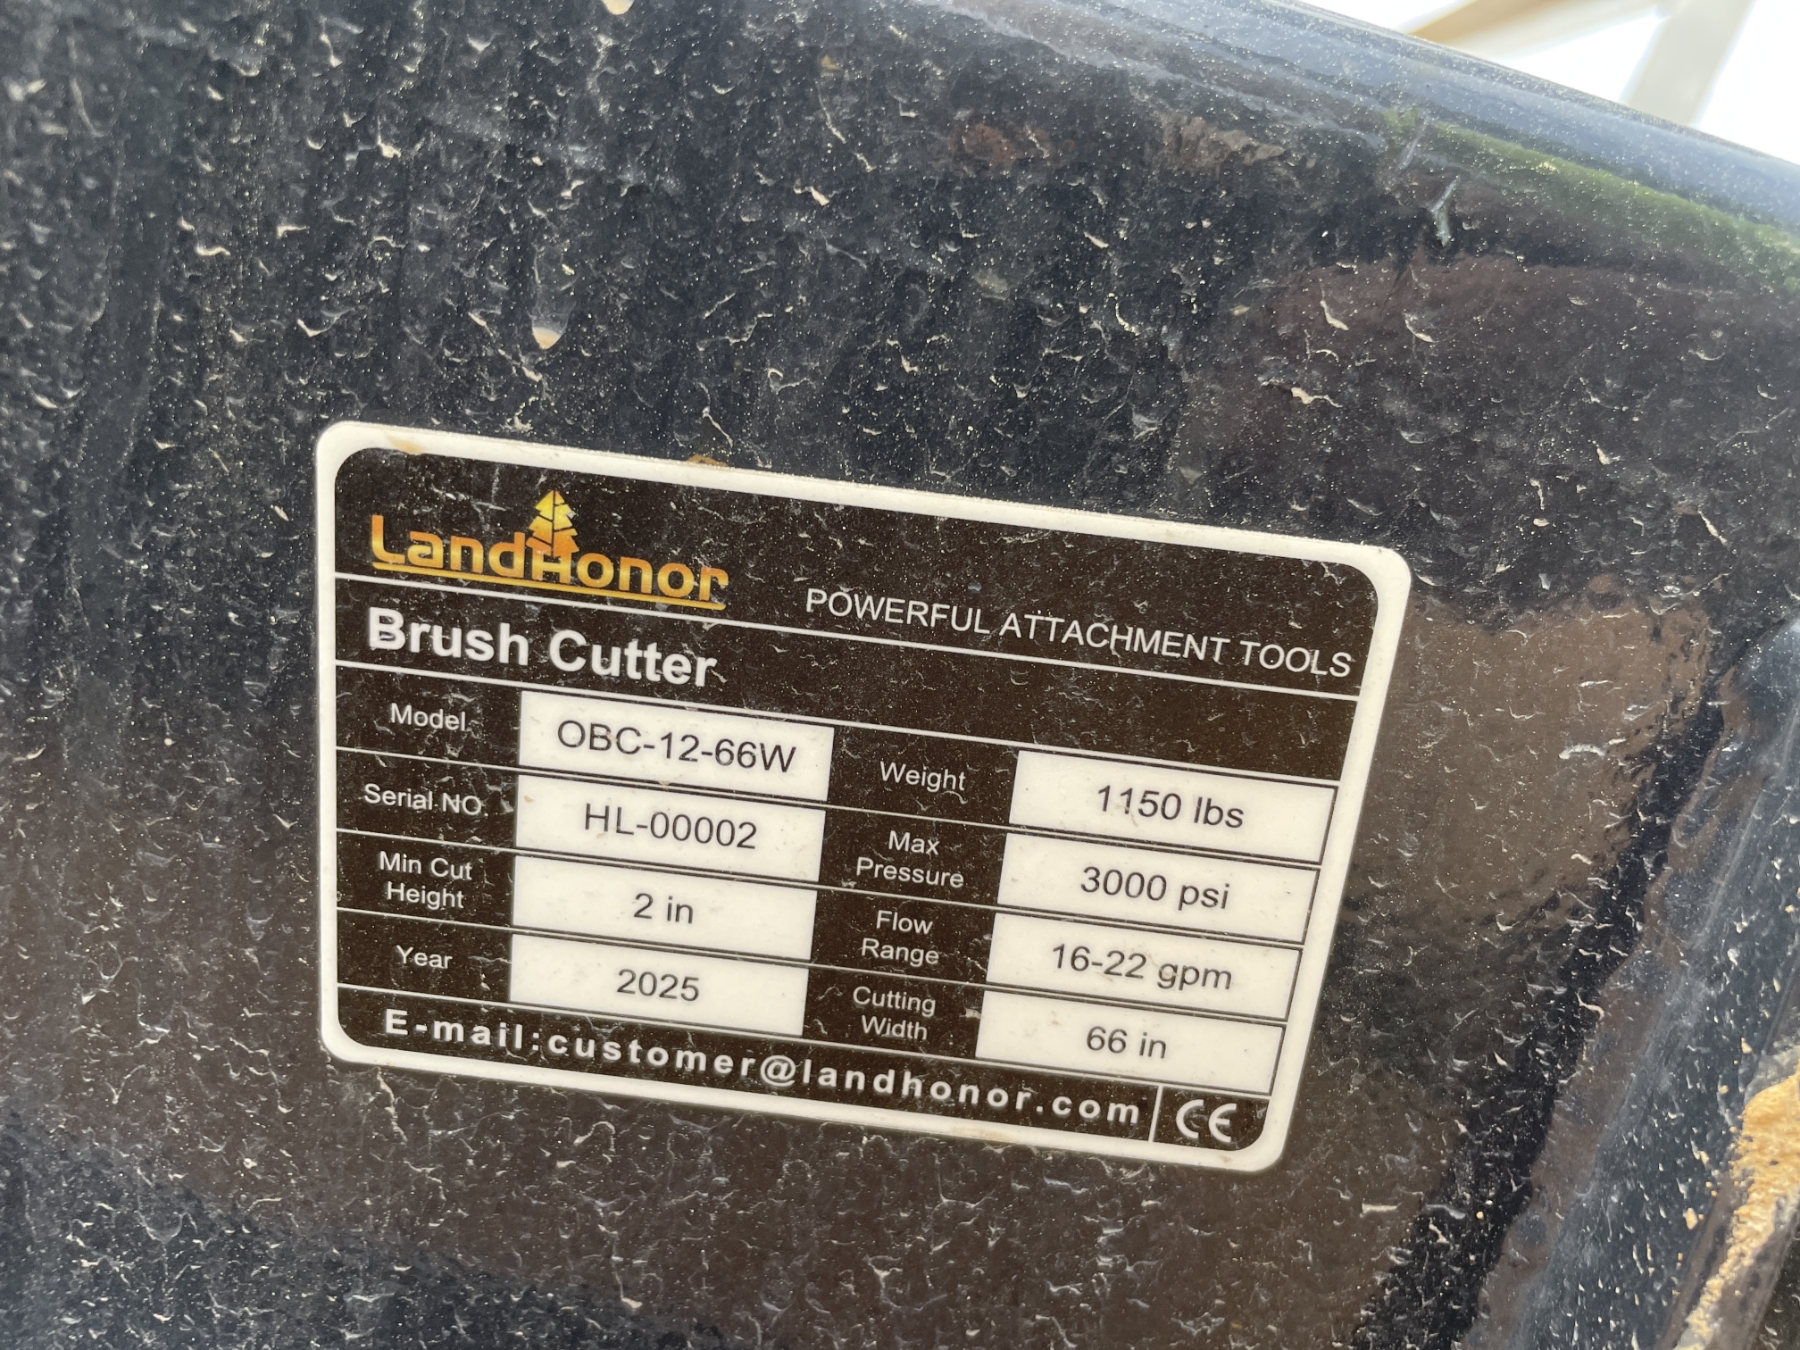 LandHonor
POWERFUL ATTACHMENT TOOLS
Brush Cutter
Model OBC-12-66W Weight 1150 lbs
Serial NO. HL-00002 Max Pressure 3000 psi
Min Cut Height 2 in Flow Range 16-22 gpm
Year 2025 Cutting Width 66 in
E-mail:customer@landhonor.com CE